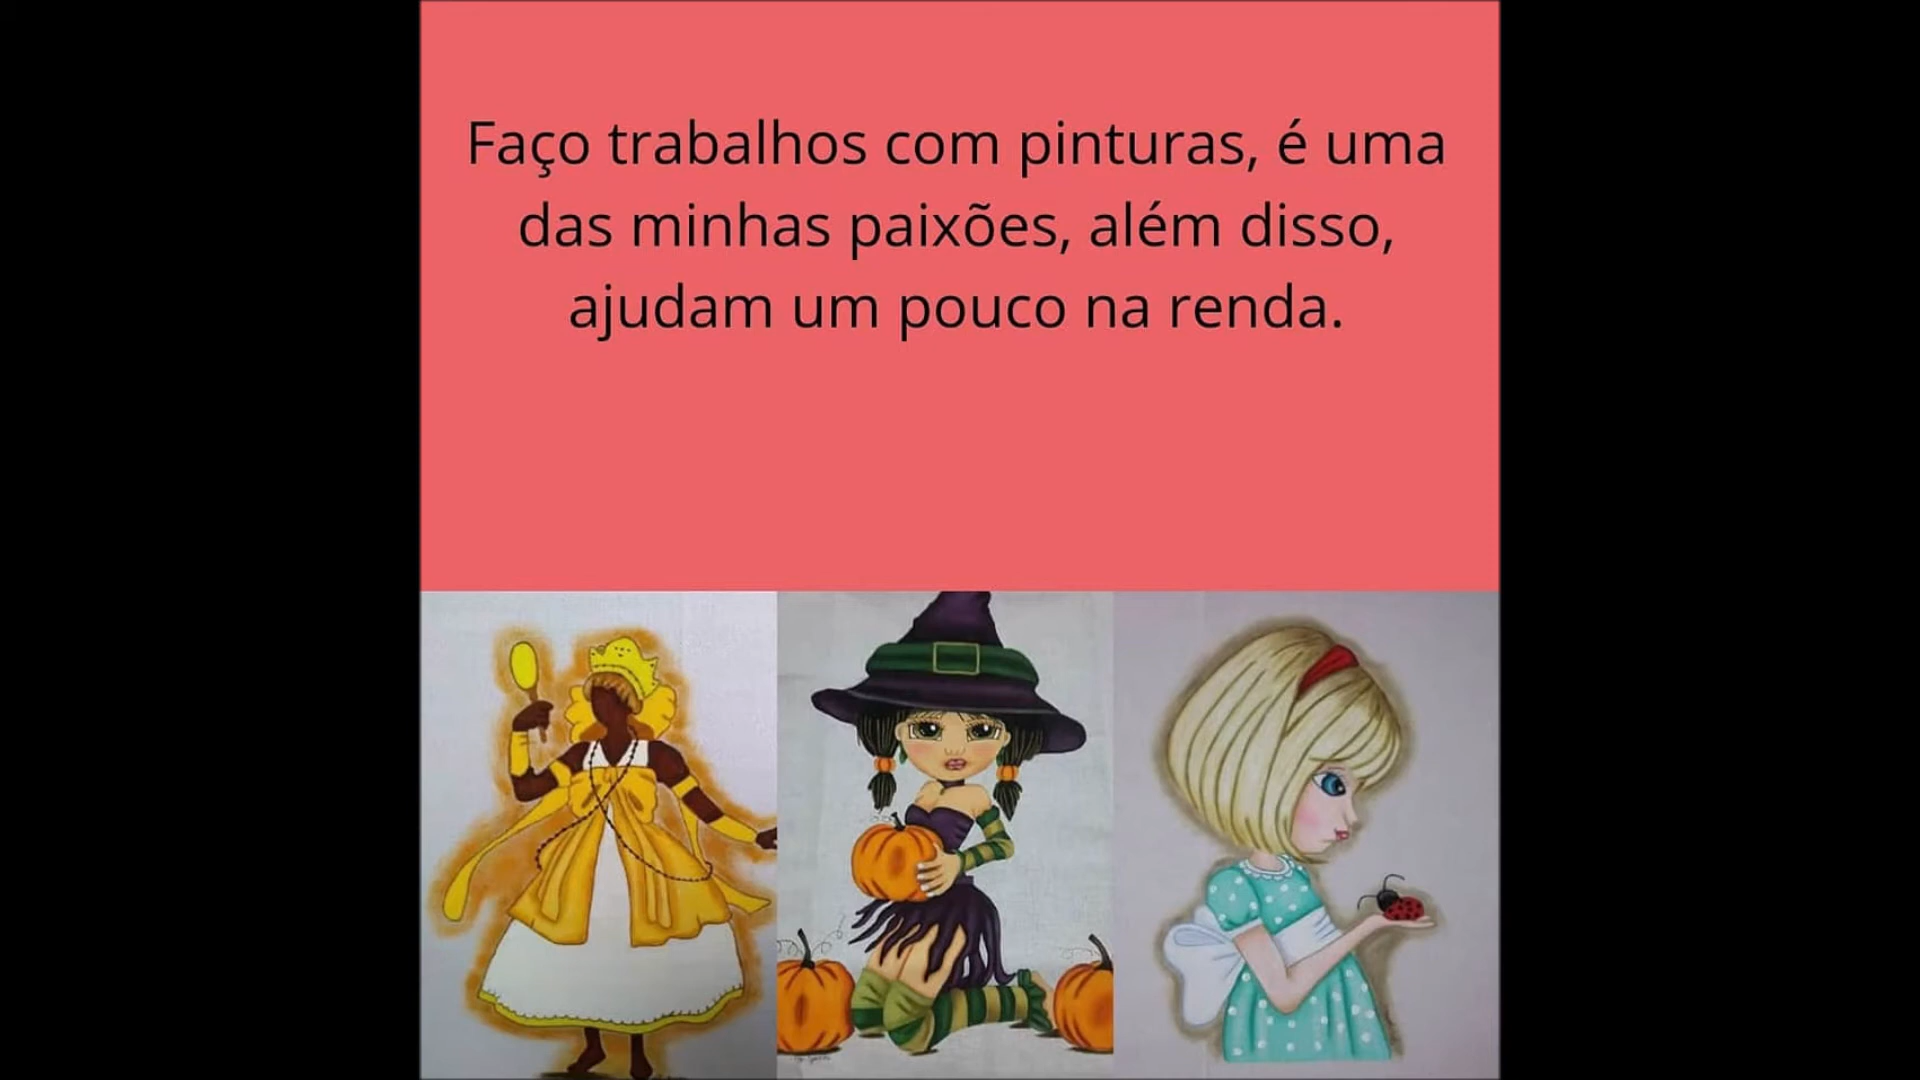 Faço trabalhos com pinturas, é uma
das minhas paixões, além disso,
ajudam um pouco na renda.